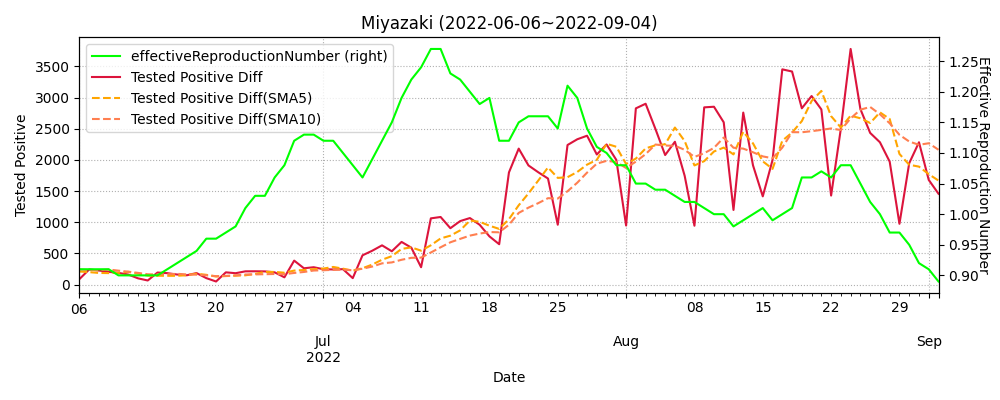 Miyazaki (2022-06-06~2022-09-04)
effectiveReproductionNumber (right)
Tested Positive Diff
Tested Positive Diff(SMA5)
Tested Positive Diff(SMA10)
Tested Positive
3500
3000
2500
2000
1500
1000
500
0
1.25
1.20
1.15
1.10
1.05
1.00
0.95
0.90
Effective Reproduction Number
06 13 20 27 04 11 18 25 08 15 22 29
Jul Aug Sep
2022
Date